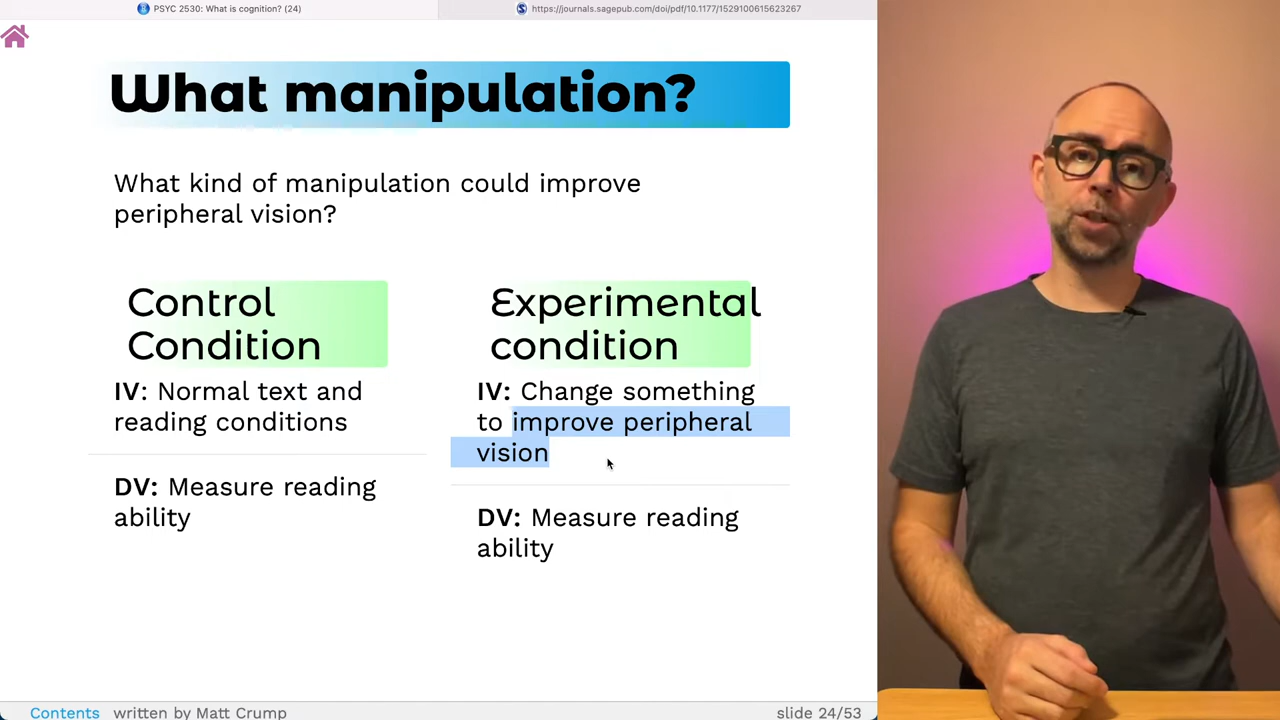 PSYC 2530: What is cognition? (24)
https://journals.sagepub.com/doi/pdf/10.1177/1529100615623267
What manipulation?
What kind of manipulation could improve
peripheral vision?
Control
Condition
IV: Normal text and
reading conditions
DV: Measure reading
ability
Experimental
condition
IV: Change something
to improve peripheral
vision
DV: Measure reading
ability
Contents written by Matt Crump
slide 24/53